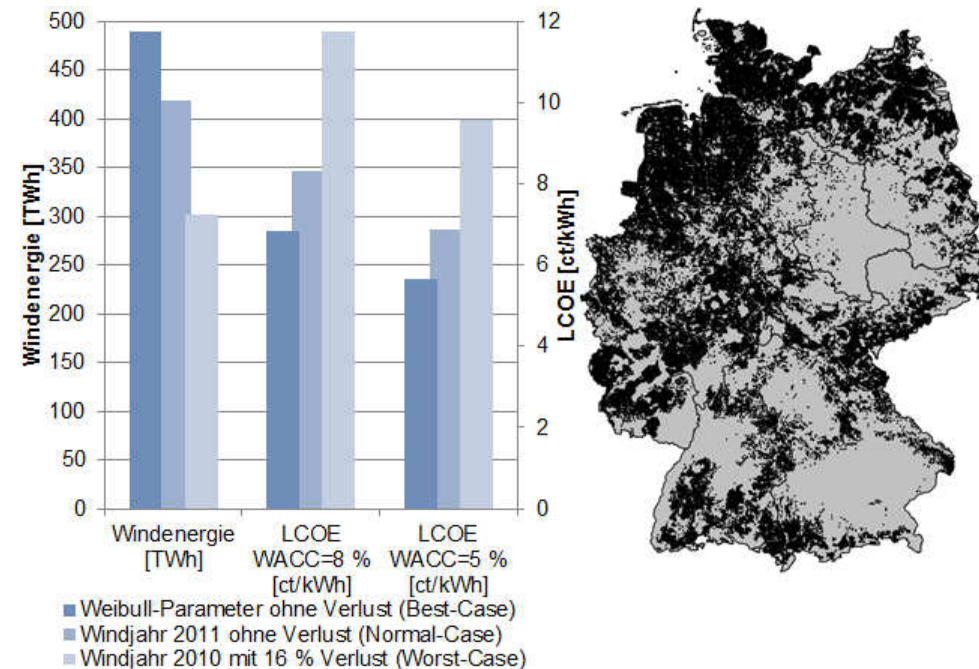 500
450
400
350
300
250
200
150
100
50
0
Windenergie [TWh]
12
10
8
6
4
2
0
LCOE [ct/kWh]
Windenergie
[TWh]
LCOE
WACC=8 %
[ct/kWh]
LCOE
WACC=5 %
[ct/kWh]
Weibull-Parameter ohne Verlust (Best-Case)
Windjahr 2011 ohne Verlust (Normal-Case)
Windjahr 2010 mit 16 % Verlust (Worst-Case)